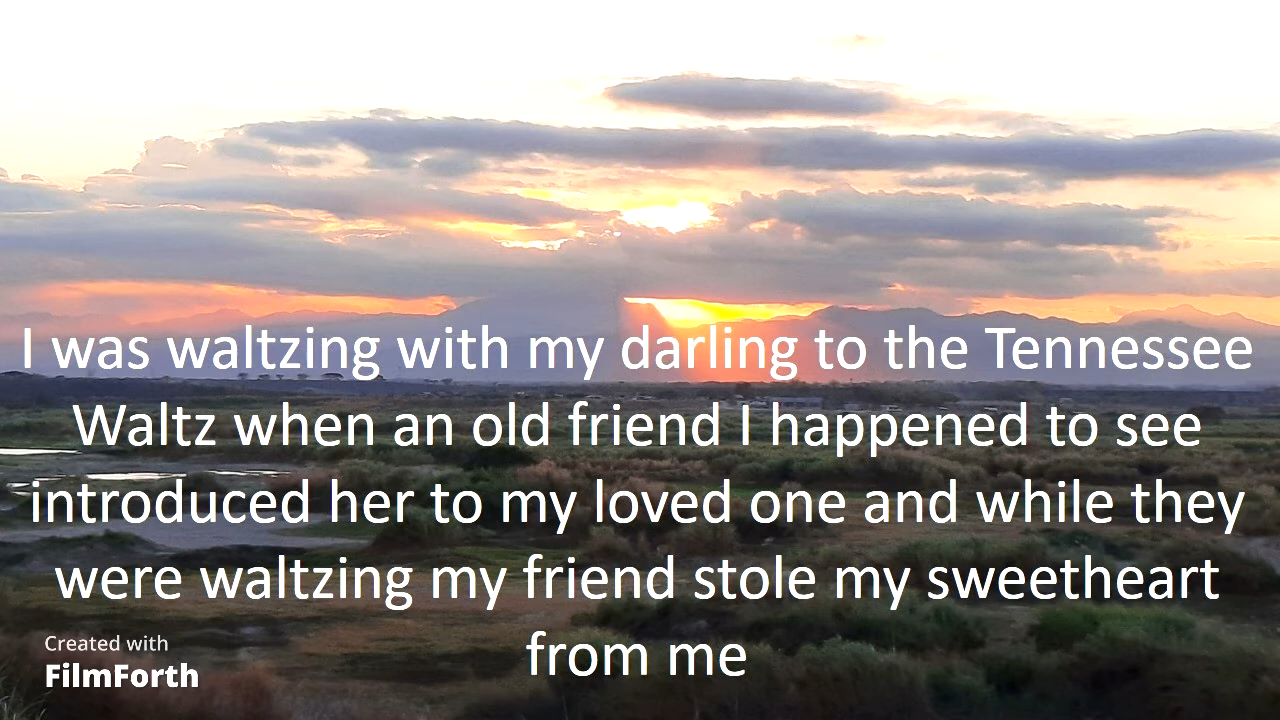 I was waltzing with my darling to the Tennessee
Waltz when an old friend I happened to see
introduced her to my loved one and while they
were waltzing my friend stole my sweetheart
from me
Created with
FilmForth